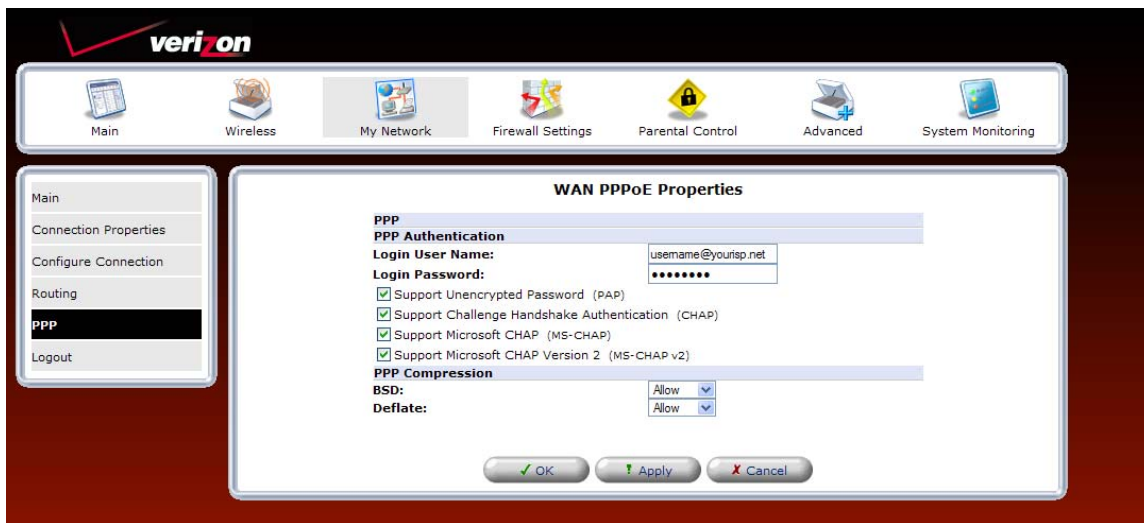 verizon
Main
Wireless
My Network
Firewall Settings
Parental Control
Advanced
System Monitoring
Main
Connection Properties
Configure Connection
Routing
PPP
Logout
WAN PPPoE Properties
PPP
PPP Authentication
Login User Name: username@yourisp.net
Login Password: ••••••••
Support Unencrypted Password (PAP)
Support Challenge Handshake Authentication (CHAP)
Support Microsoft CHAP (MS-CHAP)
Support Microsoft CHAP Version 2 (MS-CHAP v2)
PPP Compression
BSD: Allow
Deflate: Allow
OK
Apply
Cancel